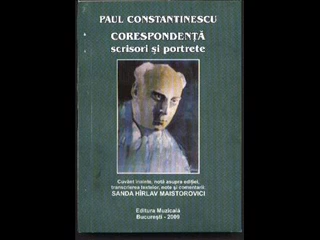 PAUL CONSTANTINESCU
CORESPONDENȚĂ
scrisori și portrete
Cuvânt înainte, notă asupra ediției,
transcrierea textelor, note și comentarii:
SANDA HÎRLAV MAISTOROVICI
Editura Muzicală
București - 2009